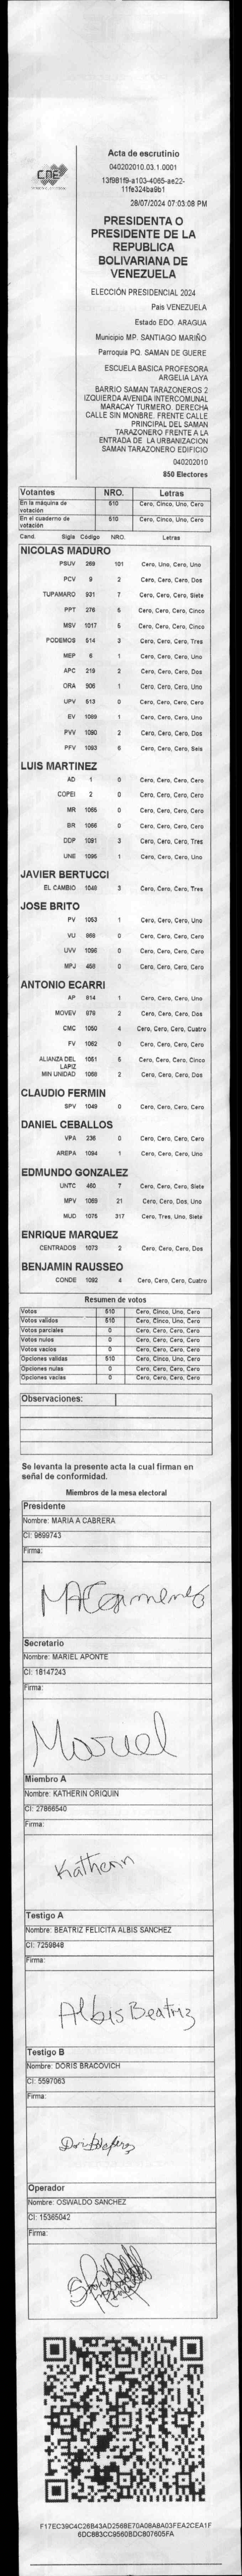 CNE
Acta de escrutinio
040202010.03.1.0001
13f981f9-a103-4065-ae22-
11fe324ba9b1
28/07/2024 07:03:08 PM
PRESIDENTA O
PRESIDENTE DE LA
REPUBLICA
BOLIVARIANA DE
VENEZUELA
ELECCIÓN PRESIDENCIAL 2024
Pais VENEZUELA
Estado EDO. ARAGUA
Municipio MP. SANTIAGO MARIÑO
Parroquia PQ. SAMAN DE GUERE
ESCUELA BASICA PROFESORA
ARGELIA LAYA
BARRIO SAMAN TARAZONEROS 2
IZQUIERDA AVENIDA INTERCOMUNAL
MARACAY TURMERO. DERECHA
CALLE SIN MONBRE. FRENTE CALLE
PRINCIPAL DEL SAMAN
TARAZONERO FRENTE A LA
ENTRADA DE LA URBANIZACION
SAMAN TARAZONERO EDIFICIO
040202010
850 Electores
Votantes NRO. Letras
En la máquina de votación 510 Cero, Cinco, Uno, Cero
En el cuaderno de votación 510 Cero, Cinco, Uno, Cero
Cand. Sigla Código NRO. Letras
NICOLAS MADURO
PSUV 269 101 Cero, Uno, Cero, Uno
PCV 9 2 Cero, Cero, Cero, Dos
TUPAMARO 931 7 Cero, Cero, Cero, Siete
PPT 276 5 Cero, Cero, Cero, Cinco
MSV 1017 5 Cero, Cero, Cero, Cinco
PODEMOS 514 3 Cero, Cero, Cero, Tres
MEP 6 1 Cero, Cero, Cero, Uno
APC 219 2 Cero, Cero, Cero, Dos
ORA 906 1 Cero, Cero, Cero, Uno
UPV 513 0 Cero, Cero, Cero, Cero
EV 1089 1 Cero, Cero, Cero, Uno
PVV 1090 2 Cero, Cero, Cero, Dos
PFV 1093 6 Cero, Cero, Cero, Seis
LUIS MARTINEZ
AD 1 0 Cero, Cero, Cero, Cero
COPEI 2 0 Cero, Cero, Cero, Cero
MR 1055 0 Cero, Cero, Cero, Cero
BR 1066 0 Cero, Cero, Cero, Cero
DDP 1091 3 Cero, Cero, Cero, Tres
UNE 1095 1 Cero, Cero, Cero, Uno
JAVIER BERTUCCI
EL CAMBIO 1040 3 Cero, Cero, Cero, Tres
JOSE BRITO
PV 1053 1 Cero, Cero, Cero, Uno
VU 968 0 Cero, Cero, Cero, Cero
UVV 1096 0 Cero, Cero, Cero, Cero
MPJ 468 0 Cero, Cero, Cero, Cero
ANTONIO ECARRI
AP 814 1 Cero, Cero, Cero, Uno
MOVEV 979 2 Cero, Cero, Cero, Dos
CMC 1050 4 Cero, Cero, Cero, Cuatro
FV 1062 0 Cero, Cero, Cero, Cero
ALIANZA DEL LAPIZ 1051 5 Cero, Cero, Cero, Cinco
MIN UNIDAD 1058 2 Cero, Cero, Cero, Dos
CLAUDIO FERMIN
SPV 1049 0 Cero, Cero, Cero, Cero
DANIEL CEBALLOS
VPA 236 0 Cero, Cero, Cero, Cero
AREPA 1094 1 Cero, Cero, Cero, Uno
EDMUNDO GONZALEZ
UNTC 460 7 Cero, Cero, Cero, Siete
MPV 1069 21 Cero, Cero, Dos, Uno
MUD 1075 317 Cero, Tres, Uno, Siete
ENRIQUE MARQUEZ
CENTRADOS 1073 2 Cero, Cero, Cero, Dos
BENJAMIN RAUSSEO
CONDE 1092 4 Cero, Cero, Cero, Cuatro
Resumen de votos
Votos 510 Cero, Cinco, Uno, Cero
Votos validos 510 Cero, Cinco, Uno, Cero
Votos parciales 0 Cero, Cero, Cero, Cero
Votos nulos 0 Cero, Cero, Cero, Cero
Votos vacios 0 Cero, Cero, Cero, Cero
Opciones validas 510 Cero, Cinco, Uno, Cero
Opciones nulas 0 Cero, Cero, Cero, Cero
Opciones vacias 0 Cero, Cero, Cero, Cero
Observaciones:
Se levanta la presente acta la cual firman en
señal de conformidad.
Miembros de la mesa electoral
Presidente
Nombre: MARIA A CABRERA
CI: 9699743
Firma:
Secretario
Nombre: MARIEL APONTE
CI: 18147243
Firma:
Mariel
Miembro A
Nombre: KATHERIN ORIQUIN
CI: 27866540
Firma:
Katherin
Testigo A
Nombre: BEATRIZ FELICITA ALBIS SANCHEZ
CI: 7259848
Firma:
Albis Beatriz
Testigo B
Nombre: DORIS BRACOVICH
CI: 5597063
Firma:
Operador
Nombre: OSWALDO SANCHEZ
CI: 15365042
Firma:
F17EC39C4C26B43AD2568E70A08A8A03FEA2CEA1F
6DC883CC9560BDC807605FA